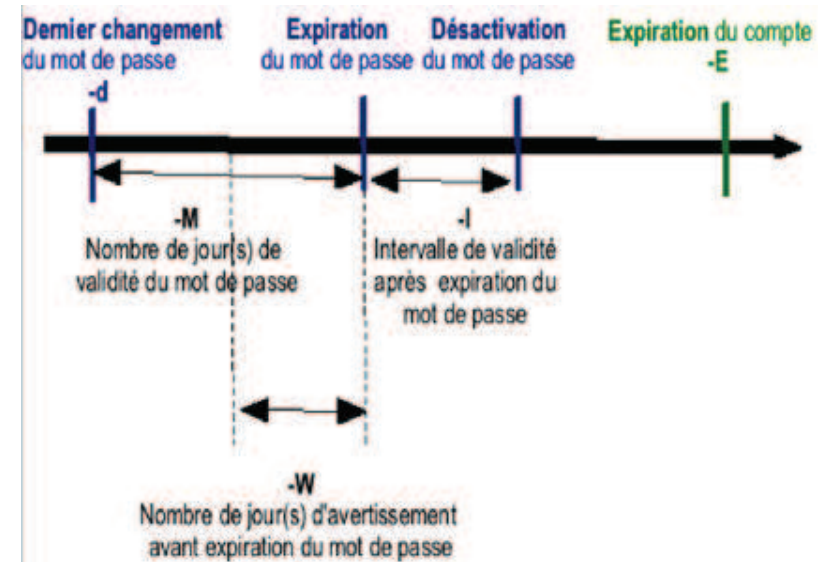 Dernier changement
du mot de passe
-d
Expiration
du mot de passe
Désactivation
du mot de passe
Expiration du compte
-E
-M
Nombre de jour(s) de
validité du mot de passe
-I
Intervalle de validité
après expiration du
mot de passe
-W
Nombre de jour(s) d'avertissement
avant expiration du mot de passe